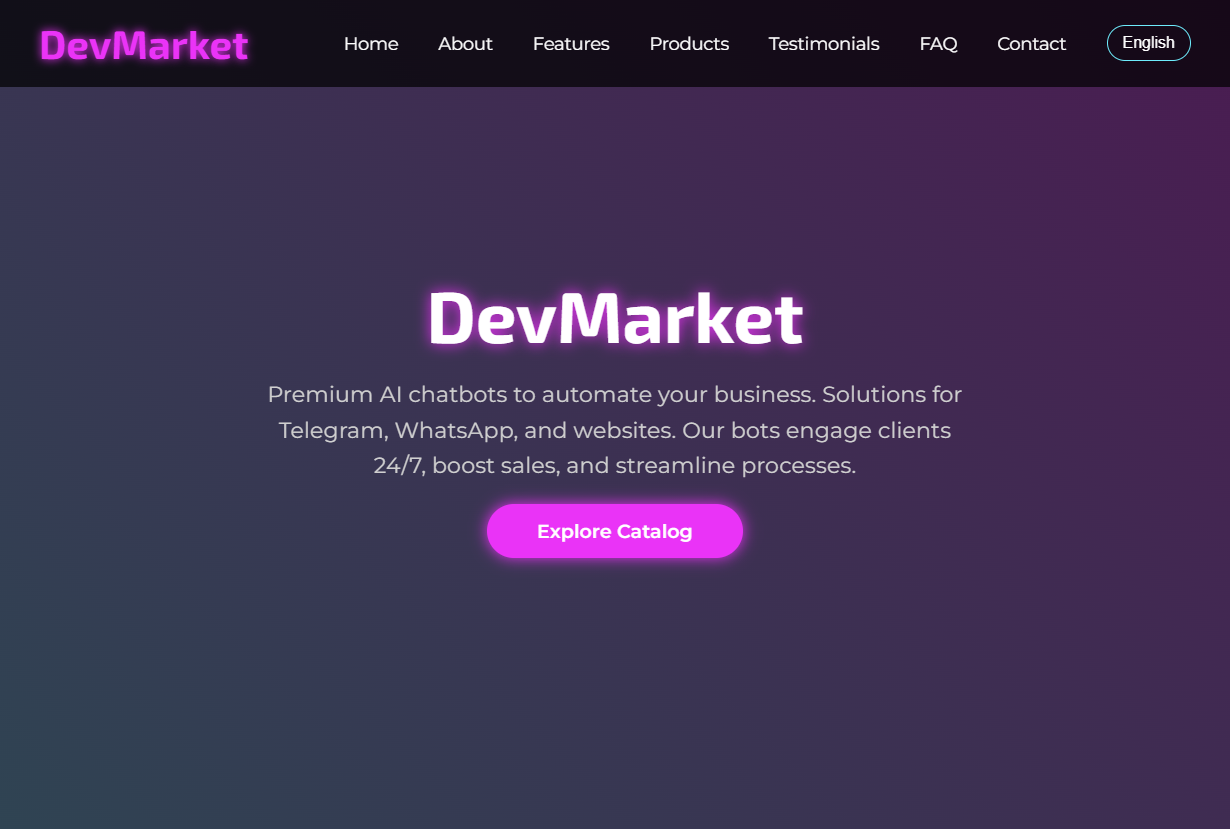 DevMarket
Home
About
Features
Products
Testimonials
FAQ
Contact
English
DevMarket
Premium AI chatbots to automate your business. Solutions for
Telegram, WhatsApp, and websites. Our bots engage clients
24/7, boost sales, and streamline processes.
Explore Catalog